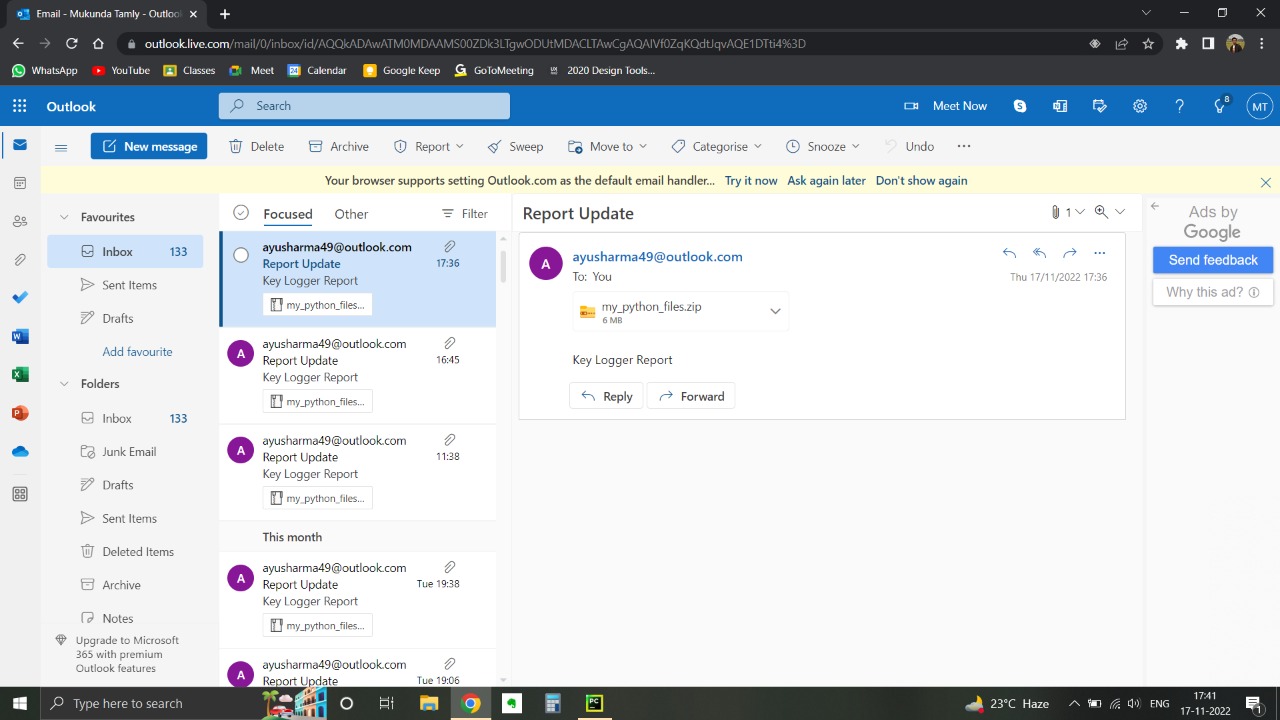 Email - Mukunda Tamly - Outlook
outlook.live.com/mail/0/inbox/id/AQQkADAwATM0MDAAMS00ZDk3LTgwODUtMDACLTAwCgAQAIVf0ZqKQdtJqvAQE1DTti4%3D
WhatsApp YouTube Classes Meet Calendar Google Keep GoToMeeting 2020 Design Tools...
Outlook Search Meet Now 8 MT
New message Delete Archive Report Sweep Move to Categorise Snooze Undo
Your browser supports setting Outlook.com as the default email handler... Try it now Ask again later Don't show again
Favourites
Inbox 133
Sent Items
Drafts
Add favourite
Folders
Inbox 133
Junk Email
Drafts
Sent Items
Deleted Items
Archive
Notes
Upgrade to Microsoft
365 with premium
Outlook features
Focused Other Filter
ayusharma49@outlook.com
Report Update 17:36
Key Logger Report
my_python_files...
A ayusharma49@outlook.com
Report Update 16:45
Key Logger Report
my_python_files...
A ayusharma49@outlook.com
Report Update 11:38
Key Logger Report
my_python_files...
This month
A ayusharma49@outlook.com
Report Update Tue 19:38
Key Logger Report
my_python_files...
A ayusharma49@outlook.com
Report Update Tue 19:06
Report Update 1
A ayusharma49@outlook.com
To: You Thu 17/11/2022 17:36
my_python_files.zip
6 MB
Key Logger Report
Reply Forward
Ads by
Google
Send feedback
Why this ad?
Type here to search
PC
23°C Haze ENG 17:41
17-11-2022 1